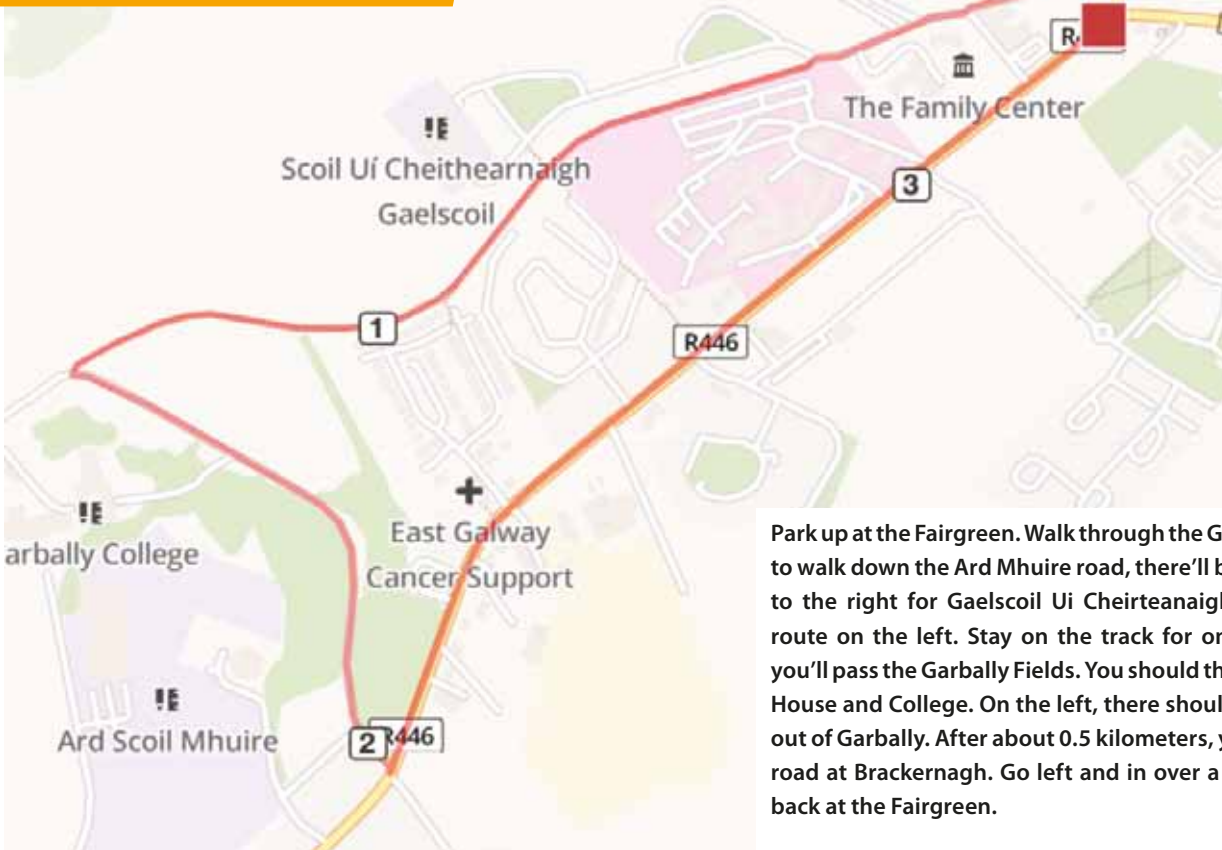 R
The Family Center
Scoil Uí Cheithearnaigh
Gaelscoil
3
1
R446
East Galway
Cancer Support
arbally College
Ard Scoil Mhuire
2
R446
Park up at the Fairgreen. Walk through the G
to walk down the Ard Mhuire road, there’ll b
to the right for Gaelscoil Ui Cheirteanaigh
route on the left. Stay on the track for on
you’ll pass the Garbally Fields. You should th
House and College. On the left, there shoul
out of Garbally. After about 0.5 kilometers, y
road at Brackernagh. Go left and in over a
back at the Fairgreen.